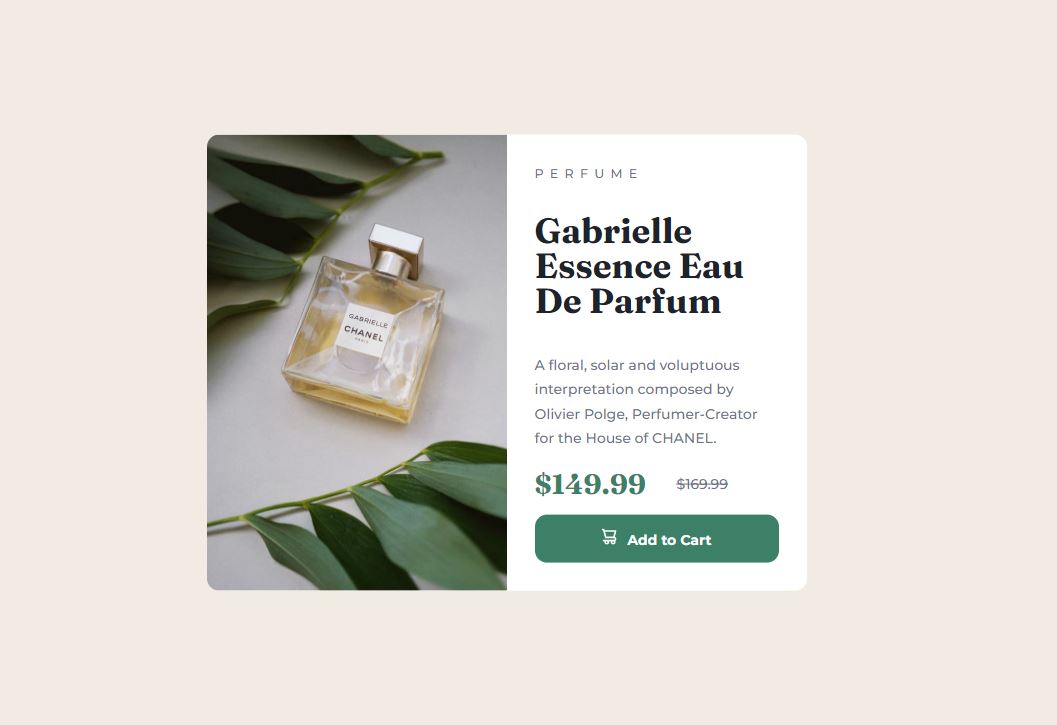 GABRIELLE
CHANEL
PARIS
PERFUME
Gabrielle
Essence Eau
De Parfum
A floral, solar and voluptuous
interpretation composed by
Olivier Polge, Perfumer-Creator
for the House of CHANEL.
$149.99 $169.99
Add to Cart